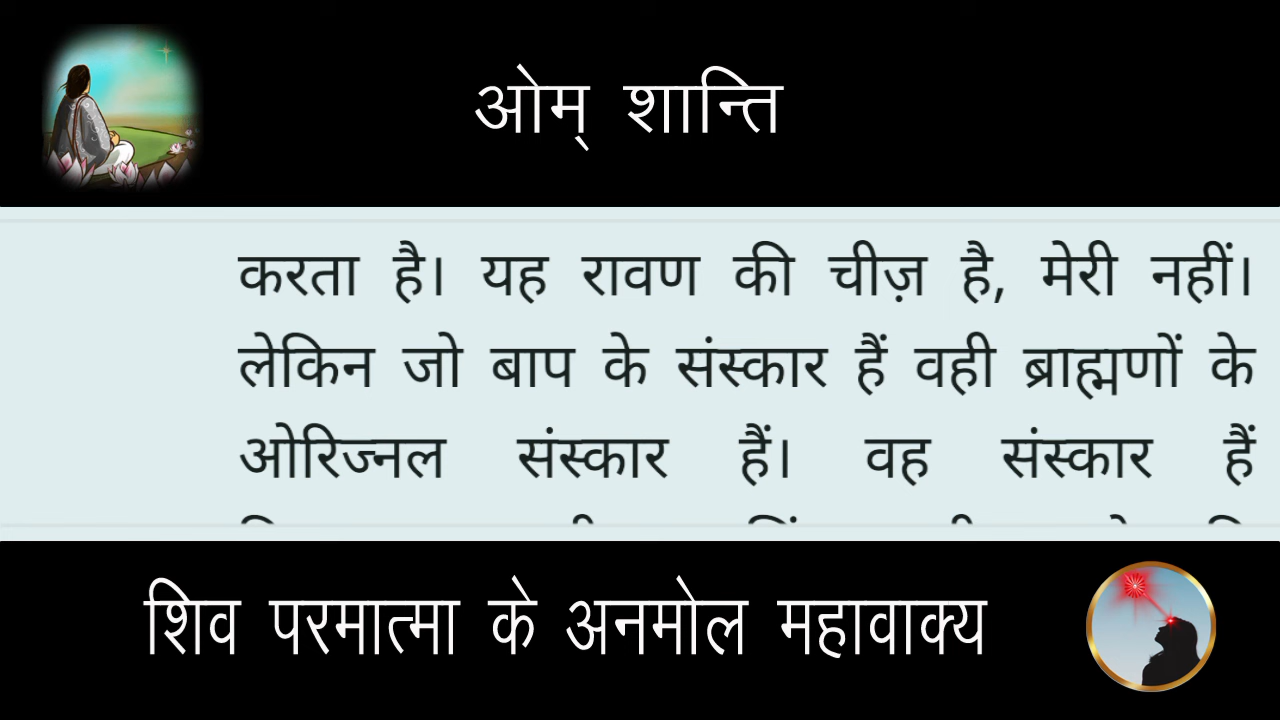 ओम् शान्ति
करता है। यह रावण की चीज़ है, मेरी नहीं।
लेकिन जो बाप के संस्कार हैं वही ब्राह्मणों के
ओरिज्नल संस्कार हैं। वह संस्कार हैं
शिव परमात्मा के अनमोल महावाक्य